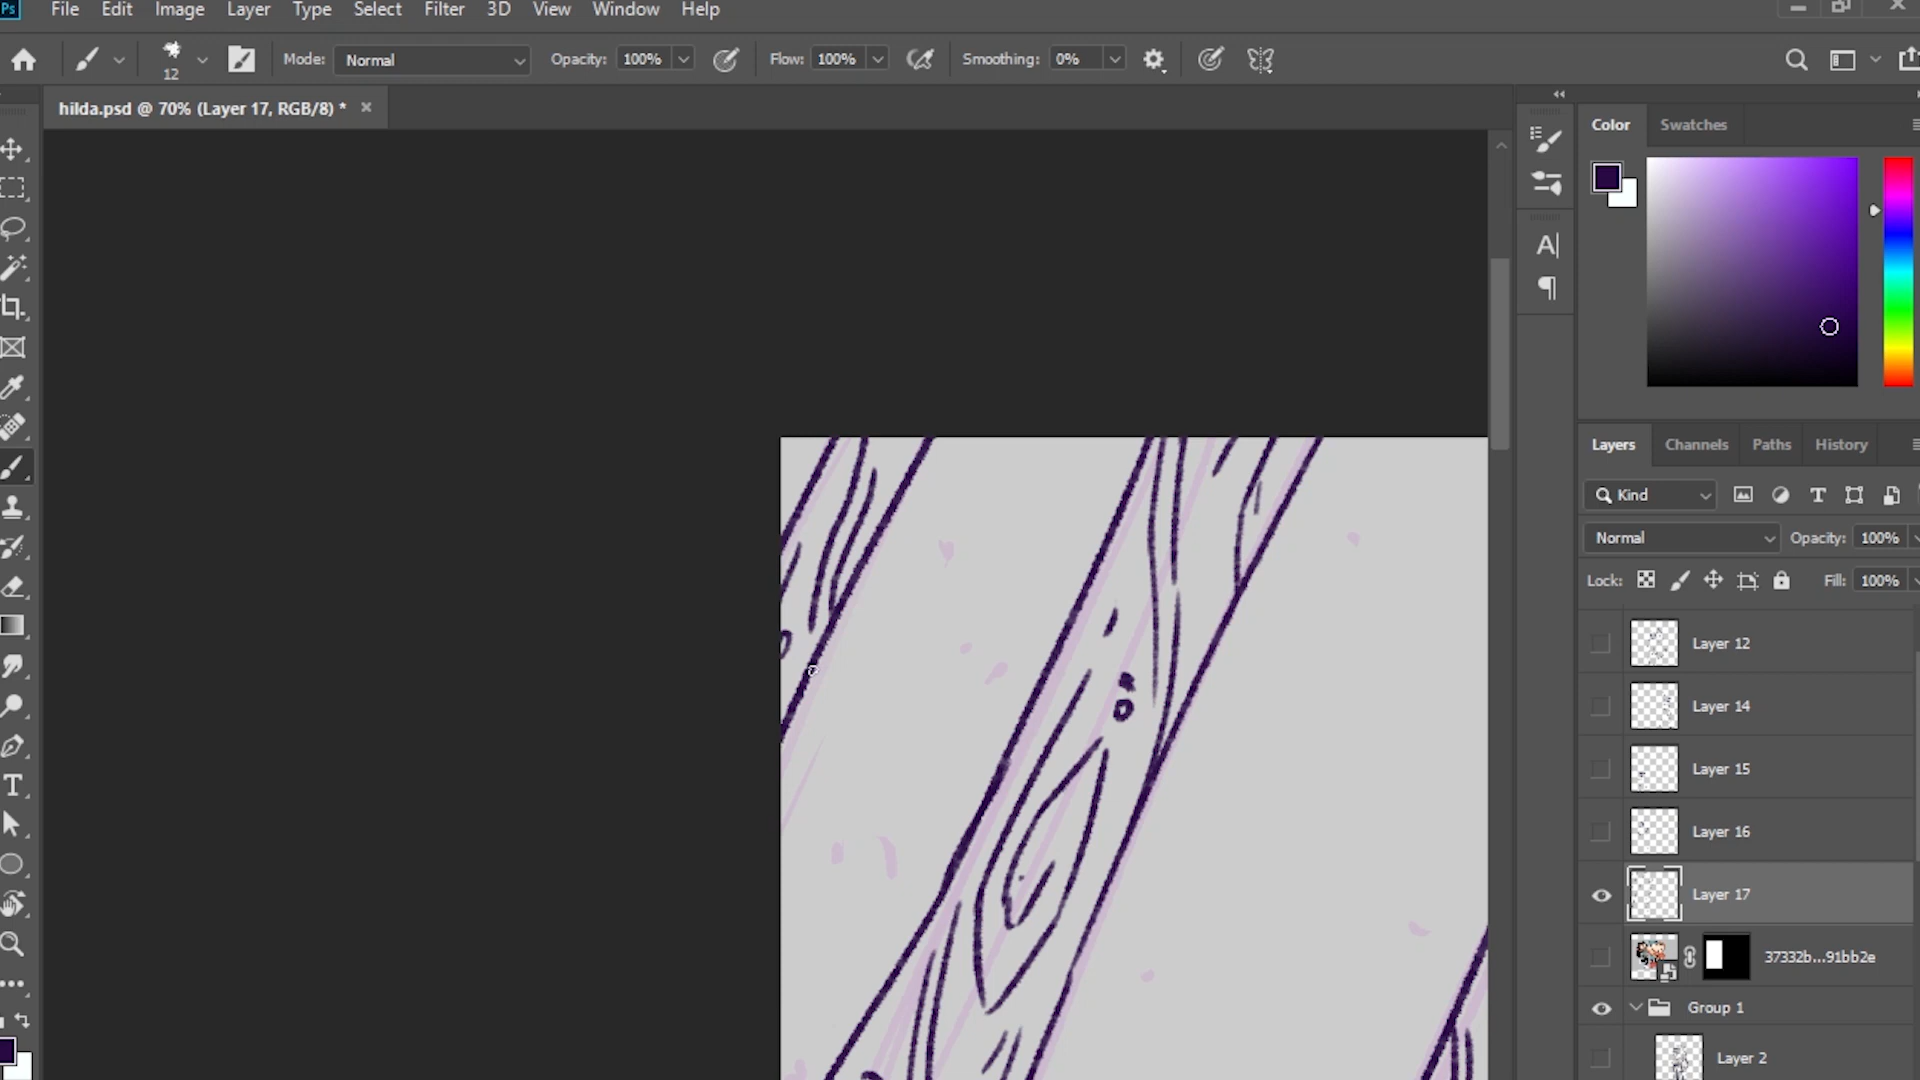 Ps File Edit Image Layer Type Select Filter 3D View Window Help
12 Mode: Normal Opacity: 100% Flow: 100% Smoothing: 0%
hilda.psd @ 70% (Layer 17, RGB/8) *
Color Swatches
Layers Channels Paths History
Kind
Normal Opacity: 100%
Lock: Fill: 100%
Layer 12
Layer 14
Layer 15
Layer 16
Layer 17
37332b...91bb2e
Group 1
Layer 2